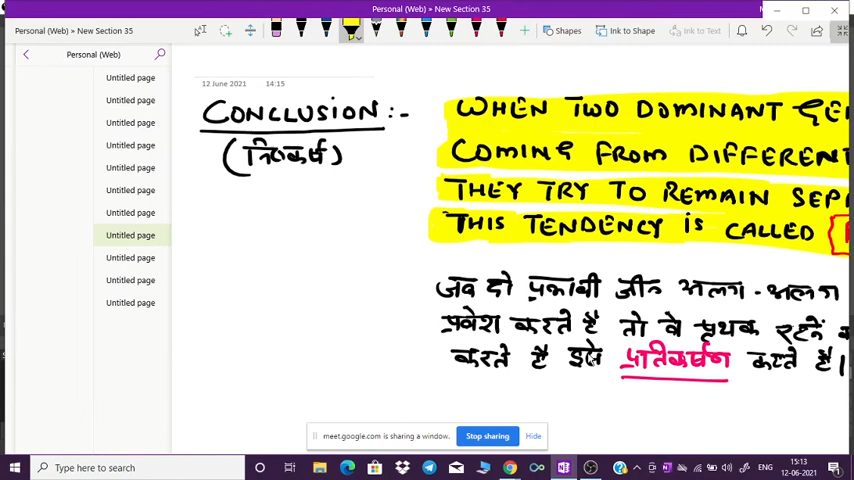 Personal (Web) » New Section 35
Personal (Web) » New Section 35
Shapes
Ink to Shape
Ink to Text
Share
Personal (Web)
Untitled page
Untitled page
Untitled page
Untitled page
Untitled page
Untitled page
Untitled page
Untitled page
Untitled page
Untitled page
Untitled page
12 June 2021 14:15
CONCLUSION :-
(निष्कर्ष)
WHEN TWO DOMINANT GE
COMING FROM DIFFERENT
THEY TRY TO REMAIN SEPA
THIS TENDENCY IS CALLED
जब दो प्रभावी जीन अलग-अलग
प्रवेश करते हैं तो वे पृथक रहने
करते हैं इसे प्रतिकर्षण कहते हैं।
meet.google.com is sharing a window.
Stop sharing
Hide
Type here to search
ENG
15:13
12-06-2021